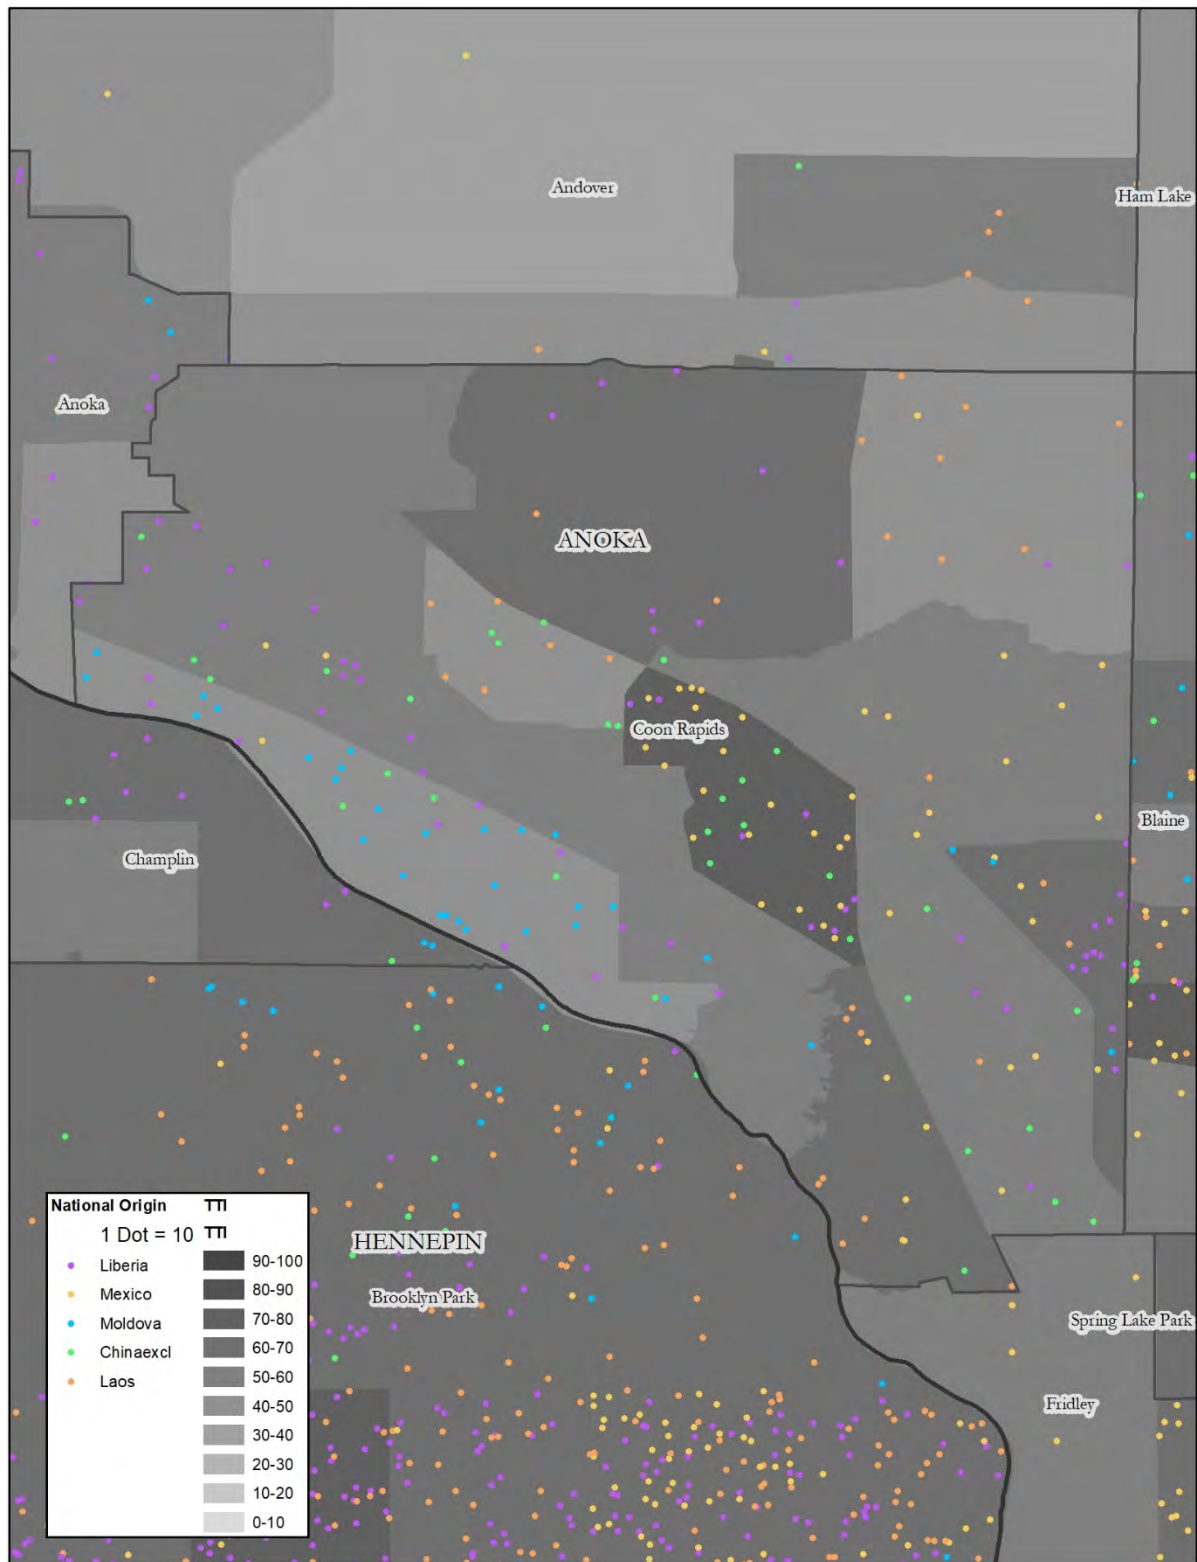 Andover
Ham Lake
Anoka
ANOKA
Coon Rapids
Blaine
Champlin
HENNEPIN
Brooklyn Park
Spring Lake Park
Fridley
National Origin TTI
1 Dot = 10 TTI
Liberia
Mexico
Moldova
Chinaexcl
Laos
90-100
80-90
70-80
60-70
50-60
40-50
30-40
20-30
10-20
0-10